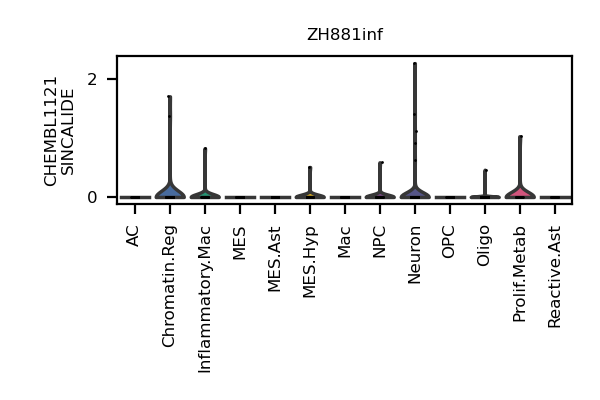 ZH881inf
CHEMBL1121
SINCALIDE
2
0
AC
Chromatin.Reg
Inflammatory.Mac
MES
MES.Ast
MES.Hyp
Mac
NPC
Neuron
OPC
Oligo
Prolif.Metab
Reactive.Ast